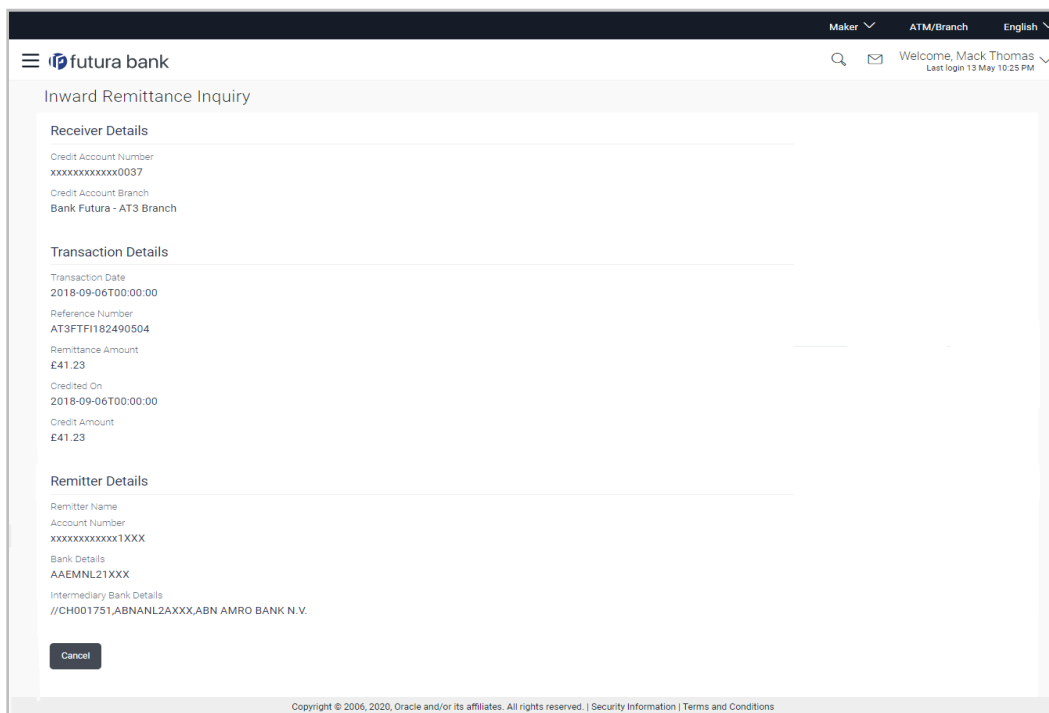 Maker ATM/Branch English
futura bank Welcome, Mack Thomas
Last login 13 May 10:25 PM
Inward Remittance Inquiry
Receiver Details
Credit Account Number
xxxxxxxxxxxx0037
Credit Account Branch
Bank Futura - AT3 Branch
Transaction Details
Transaction Date
2018-09-06T00:00:00
Reference Number
AT3FTFI182490504
Remittance Amount
£41.23
Credited On
2018-09-06T00:00:00
Credit Amount
£41.23
Remitter Details
Remitter Name
Account Number
xxxxxxxxxxxx1XXX
Bank Details
AAEMNL21XXX
Intermediary Bank Details
//CH001751,ABNANL2AXXX,ABN AMRO BANK N.V.
Cancel
Copyright © 2006, 2020, Oracle and/or its affiliates. All rights reserved. | Security Information | Terms and Conditions